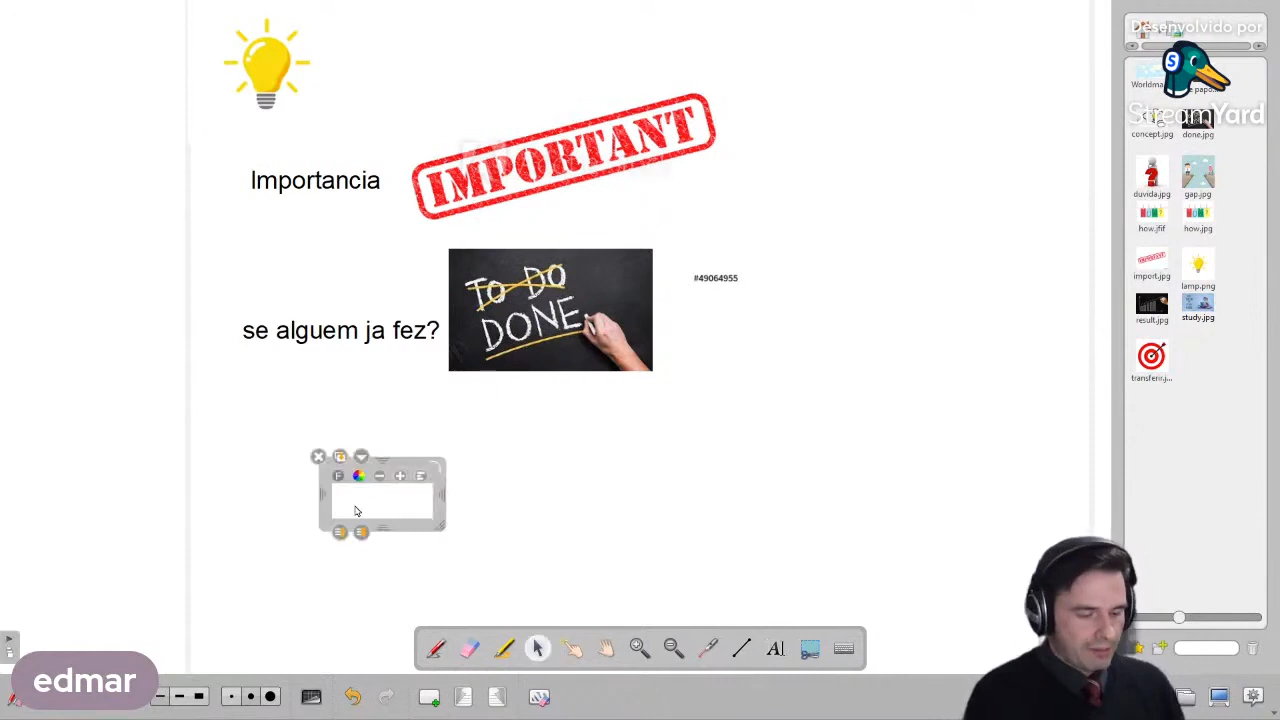 Desenvolvido por
StreamYard
IMPORTANT
Importancia
TO DO
DONE
#49064955
se alguem ja fez?
concept.jpg
done.jpg
duvida.jpg
gap.jpg
how.jfif
how.jpg
import.jpg
lamp.png
result.jpg
study.jpg
edmar